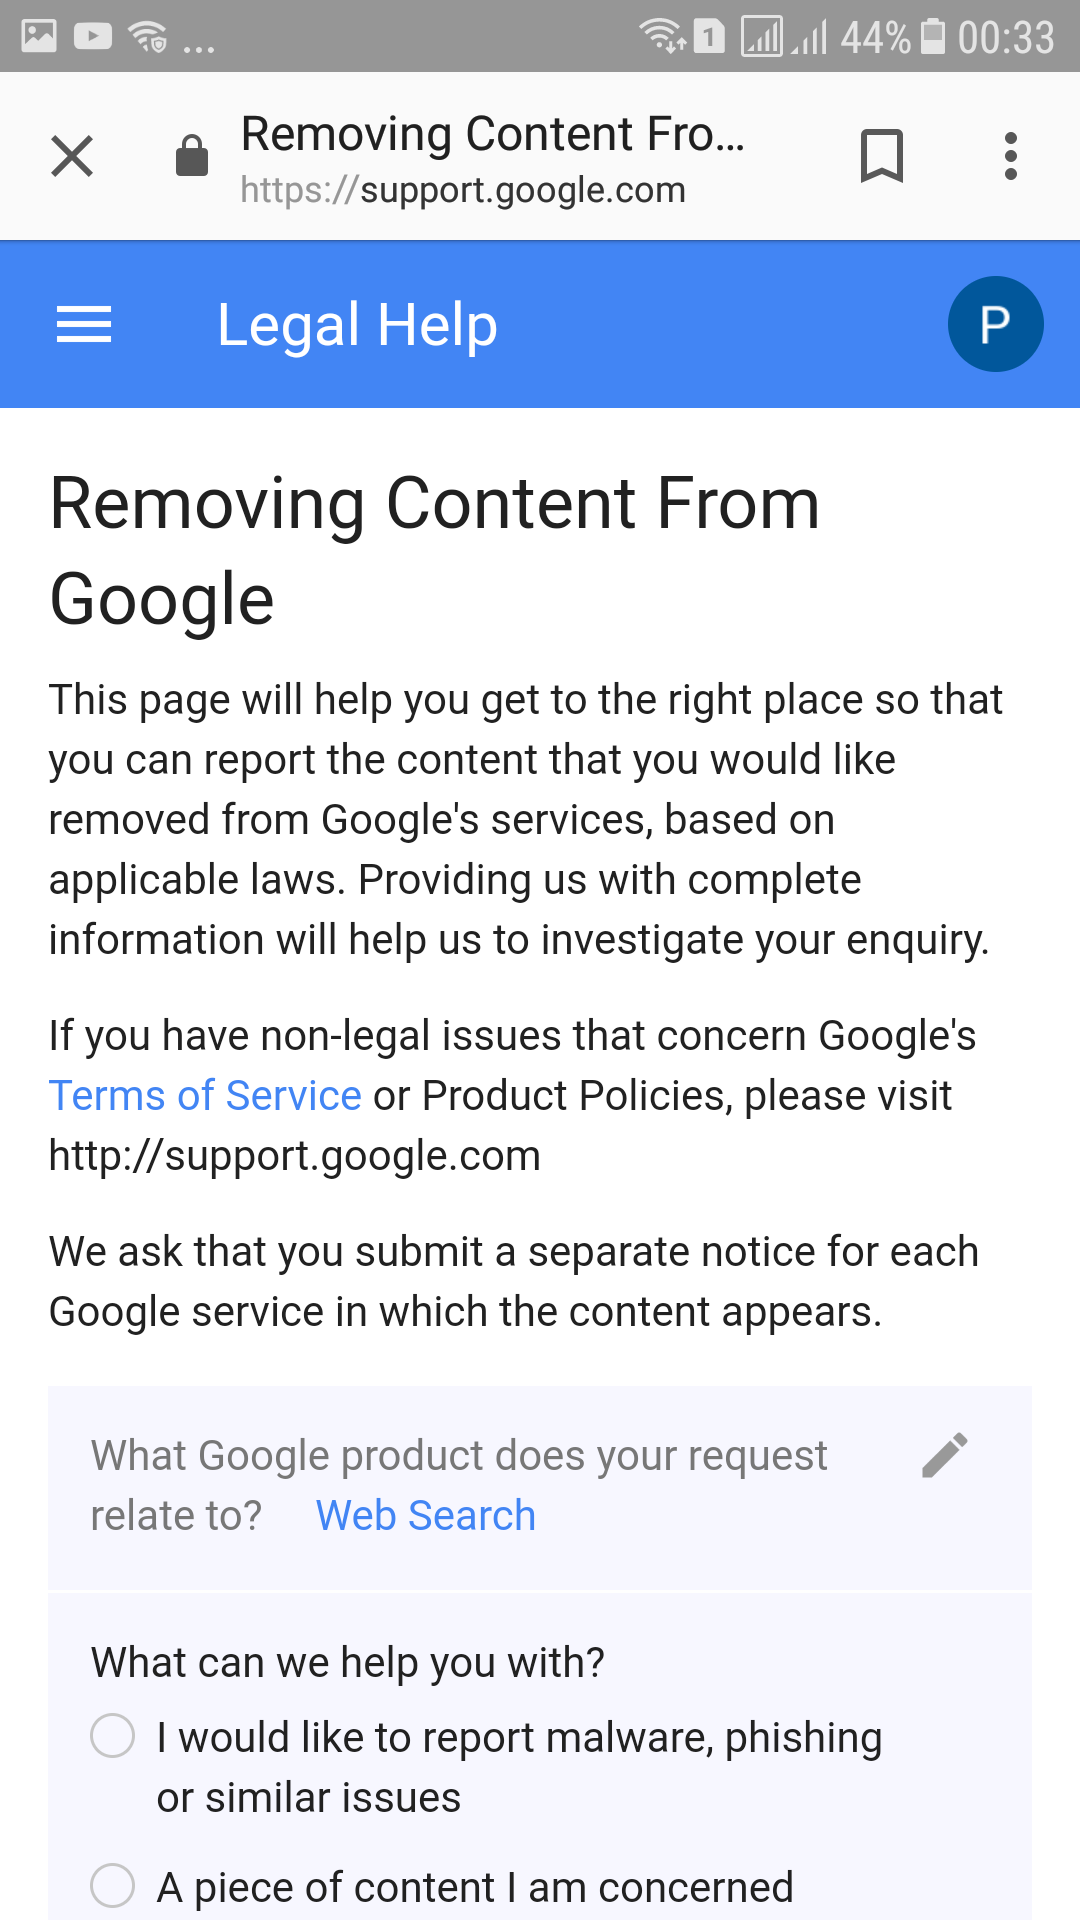 ... 1 44% 00:33
Removing Content Fro...
https://support.google.com
Legal Help
P
Removing Content From
Google
This page will help you get to the right place so that
you can report the content that you would like
removed from Google's services, based on
applicable laws. Providing us with complete
information will help us to investigate your enquiry.
If you have non-legal issues that concern Google's
Terms of Service or Product Policies, please visit
http://support.google.com
We ask that you submit a separate notice for each
Google service in which the content appears.
What Google product does your request
relate to? Web Search
What can we help you with?
I would like to report malware, phishing
or similar issues
A piece of content I am concerned